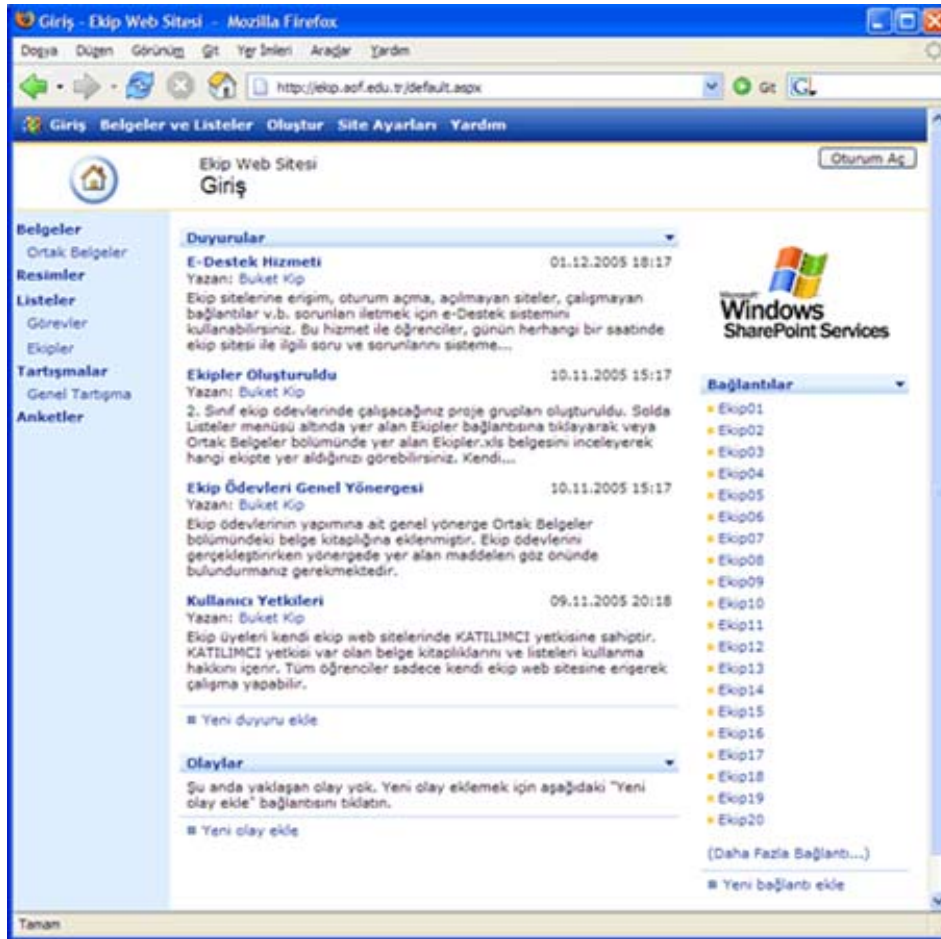 Giriş - Ekip Web Sitesi - Mozilla Firefox
Dosya Düzen Görünüm Git Yer İmleri Araçlar Yardım
http://ekip.aof.edu.tr/default.aspx Git
Giriş Belgeler ve Listeler Oluştur Site Ayarları Yardım
Ekip Web Sitesi
Giriş
Oturum Aç
Belgeler
Ortak Belgeler
Resimler
Listeler
Görevler
Ekipler
Tartışmalar
Genel Tartışma
Anketler
Duyurular
E-Destek Hizmeti 01.12.2005 18:17
Yazan: Buket Kip
Ekip sitelerine erişim, oturum açma, açılmayan siteler, çalışmayan
bağlantılar v.b. sorunları iletmek için e-Destek sistemini
kullanabilirsiniz. Bu hizmet ile öğrenciler, günün herhangi bir saatinde
ekip sitesi ile ilgili soru ve sorunlarını sisteme...
Ekipler Oluşturuldu 10.11.2005 15:17
Yazan: Buket Kip
2. Sınıf ekip ödevlerinde çalışacağınız proje grupları oluşturuldu. Solda
Listeler menüsü altında yer alan Ekipler bağlantısına tıklayarak veya
Ortak Belgeler bölümünde yer alan Ekipler.xls belgesini inceleyerek
hangi ekipte yer aldığınızı görebilirsiniz. Kendi...
Ekip Ödevleri Genel Yönergesi 10.11.2005 15:17
Yazan: Buket Kip
Ekip ödevlerinin yapımına ait genel yönerge Ortak Belgeler
bölümündeki belge kitaplığına eklenmiştir. Ekip ödevlerini
gerçekleştirirken yönergede yer alan maddeleri göz önünde
bulundurmanız gerekmektedir.
Kullanıcı Yetkileri 09.11.2005 20:18
Yazan: Buket Kip
Ekip üyeleri kendi ekip web sitelerinde KATILIMCI yetkisine sahiptir.
KATILIMCI yetkisi var olan belge kitaplıklarını ve listeleri kullanma
hakkını içerir. Tüm öğrenciler sadece kendi ekip web sitesine erişerek
çalışma yapabilir.
Yeni duyuru ekle
Olaylar
Şu anda yaklaşan olay yok. Yeni olay eklemek için aşağıdaki "Yeni
olay ekle" bağlantısını tıklatın.
Yeni olay ekle
Microsoft
Windows
SharePoint Services
Bağlantılar
Ekip01
Ekip02
Ekip03
Ekip04
Ekip05
Ekip06
Ekip07
Ekip08
Ekip09
Ekip10
Ekip11
Ekip12
Ekip13
Ekip14
Ekip15
Ekip16
Ekip17
Ekip18
Ekip19
Ekip20
(Daha Fazla Bağlantı...)
Yeni bağlantı ekle
Tamam